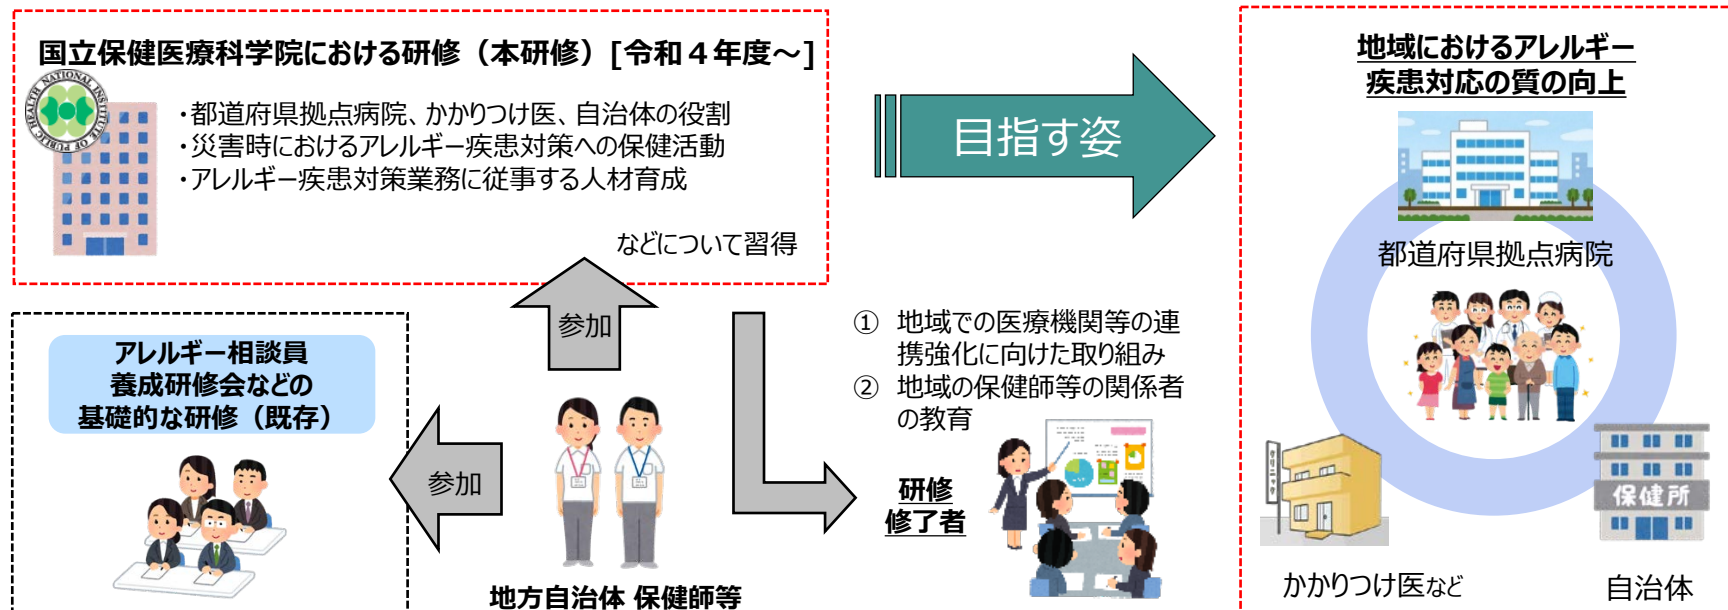 国立保健医療科学院における研修（本研修）[令和４年度～]
NATIONAL INSTITUTE OF PUBLIC HEALTH
・都道府県拠点病院、かかりつけ医、自治体の役割
・災害時におけるアレルギー疾患対策への保健活動
・アレルギー疾患対策業務に従事する人材育成
などについて習得
目指す姿
地域におけるアレルギー
疾患対応の質の向上
都道府県拠点病院
クリニック
保健所
かかりつけ医など
自治体
参加
アレルギー相談員
養成研修会などの
基礎的な研修（既存）
参加
地方自治体 保健師等
① 地域での医療機関等の連
携強化に向けた取り組み
② 地域の保健師等の関係者
の教育
研修
修了者